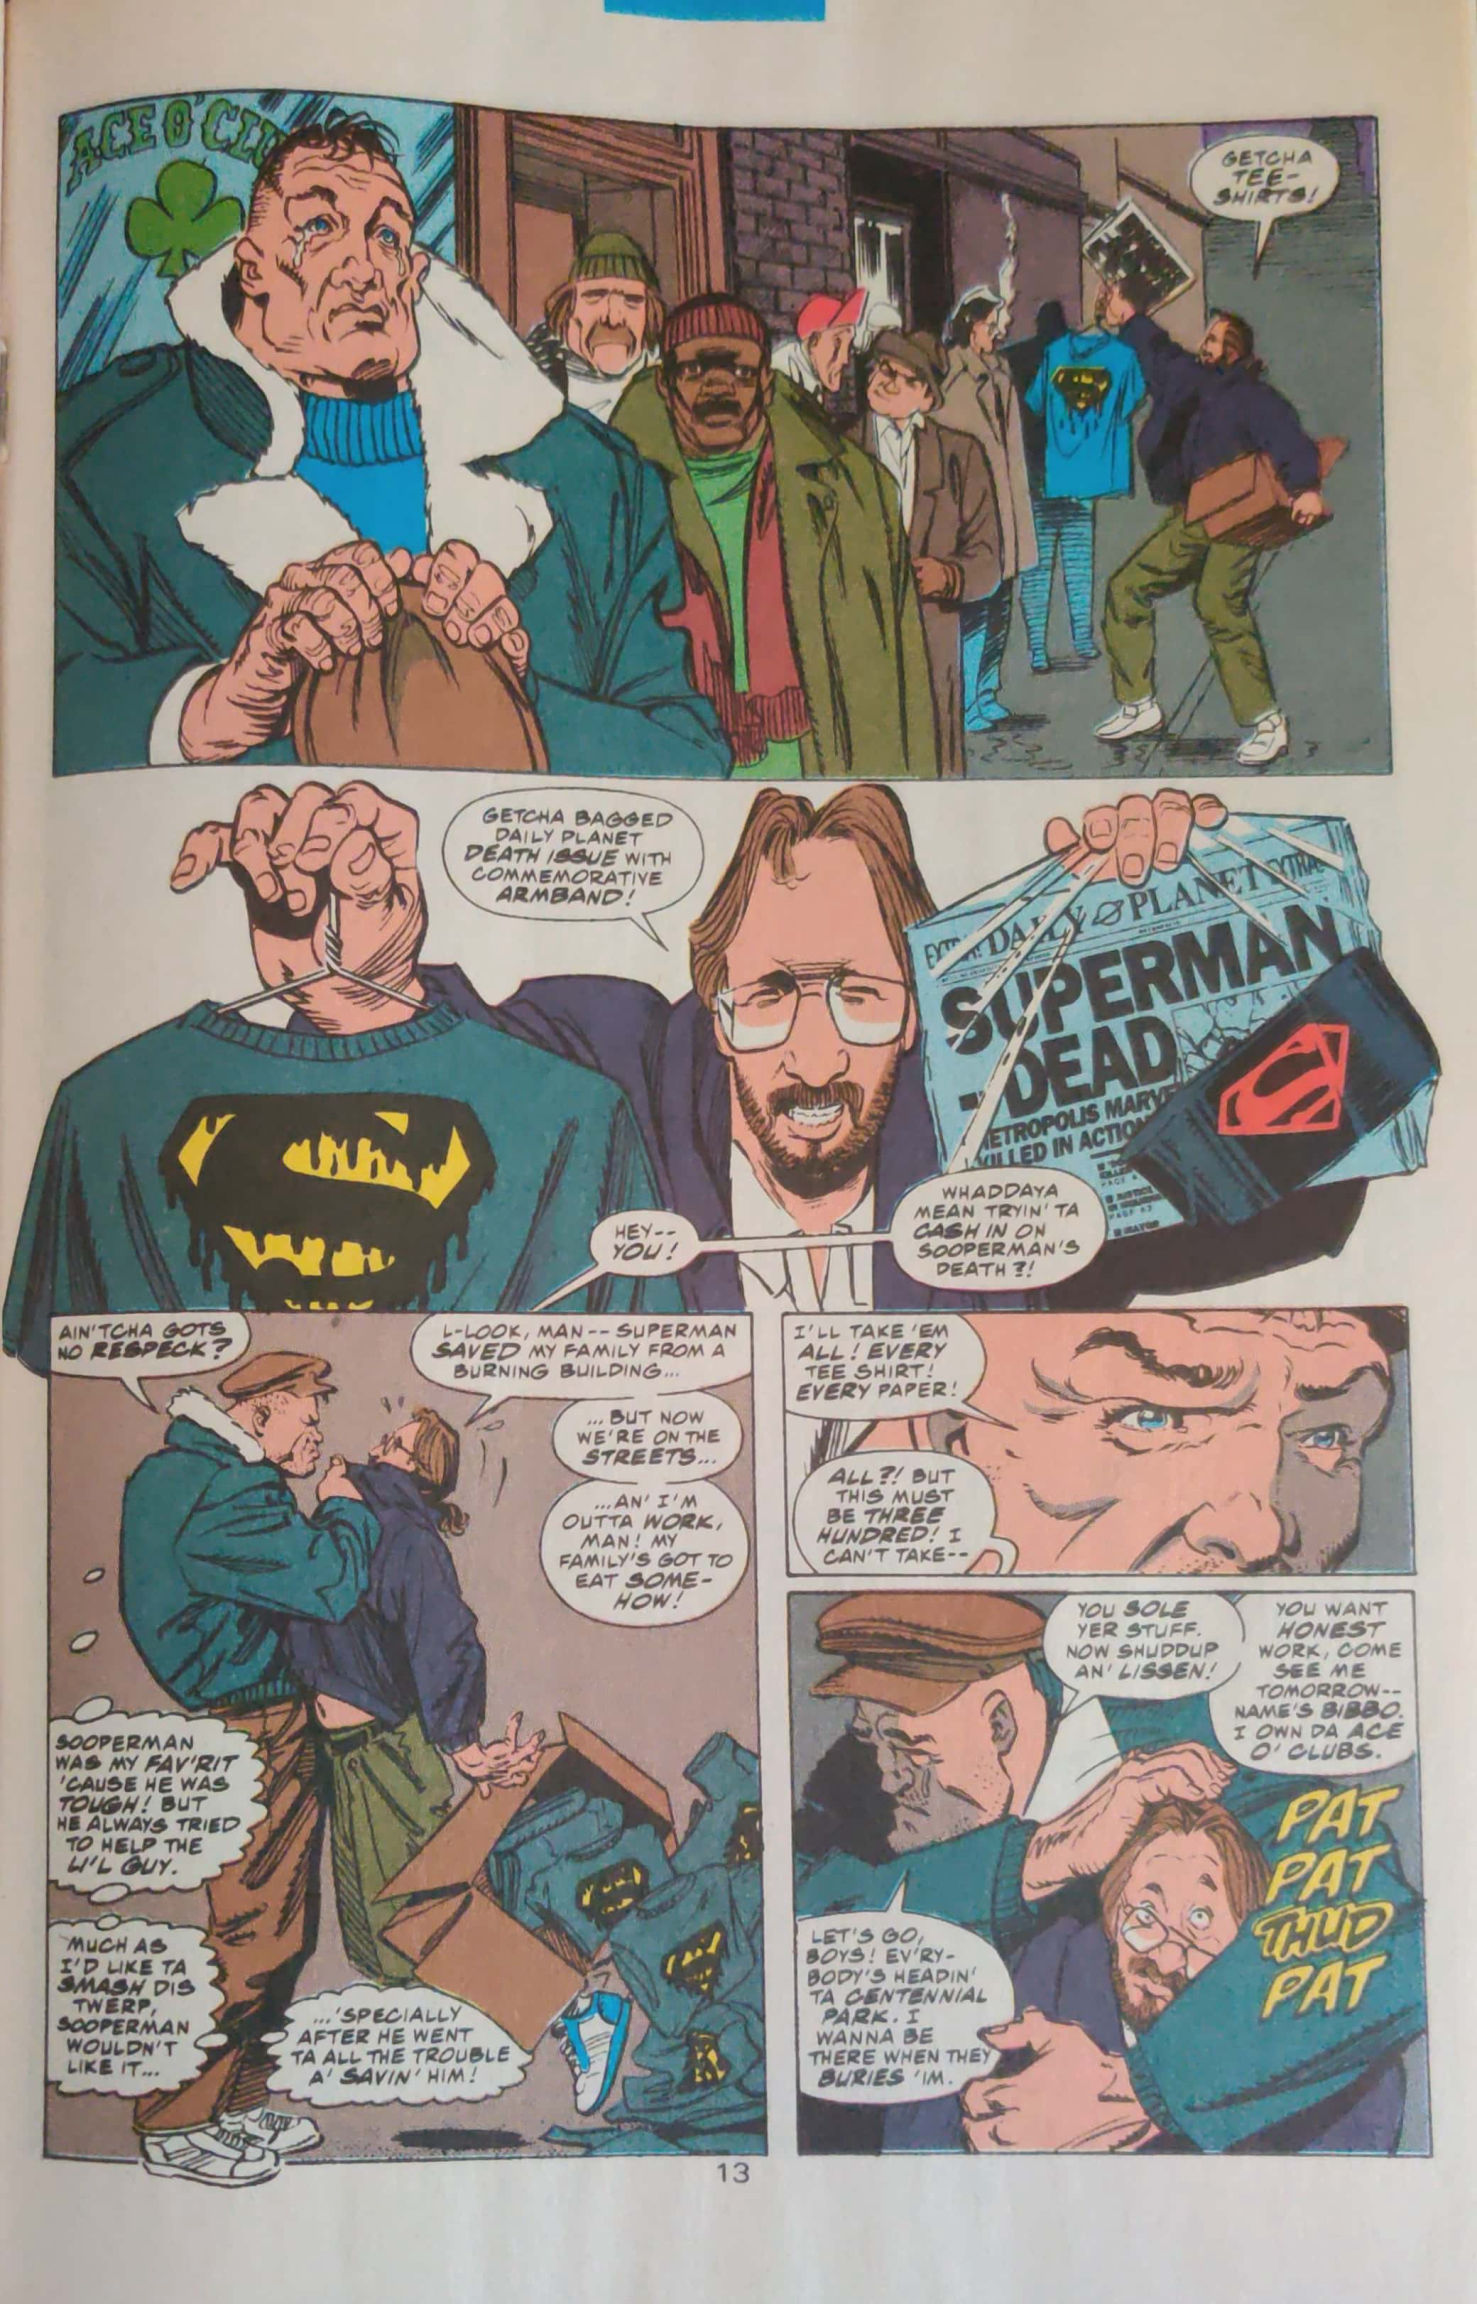 ACE O'CLU
GETCHA
TEE-
SHIRTS!
GETCHA BAGGED
DAILY PLANET
DEATH ISSUE WITH
COMMEMORATIVE
ARMBAND!
EXTRA! DAILY PLANET EXTRA!
SUPERMAN
-DEAD
METROPOLIS MARVE
KILLED IN ACTION
HEY--
YOU!
WHADDAYA
MEAN TRYIN' TA
CASH IN ON
SOOPERMAN'S
DEATH?!
AIN'TCHA GOTS
NO RESPECK?
L-LOOK, MAN-- SUPERMAN
SAVED MY FAMILY FROM A
BURNING BUILDING...
...BUT NOW
WE'RE ON THE
STREETS...
...AN' I'M
OUTTA WORK,
MAN! MY
FAMILY'S GOT TO
EAT SOME-
HOW!
SOOPERMAN
WAS MY FAV'RIT
'CAUSE HE WAS
TOUGH! BUT
HE ALWAYS TRIED
TO HELP THE
LI'L GUY.
MUCH AS
I'D LIKE TA
SMASH DIS
TWERP,
SOOPERMAN
WOULDN'T
LIKE IT...
...'SPECIALLY
AFTER HE WENT
TA ALL THE TROUBLE
A' SAVIN' HIM!
I'LL TAKE 'EM
ALL! EVERY
TEE SHIRT!
EVERY PAPER!
ALL?! BUT
THIS MUST
BE THREE
HUNDRED! I
CAN'T TAKE--
YOU SOLE
YER STUFF.
NOW SHUDDUP
AN' LISSEN!
YOU WANT
HONEST
WORK, COME
SEE ME
TOMORROW--
NAME'S BIBBO.
I OWN DA ACE
O' CLUBS.
PAT
PAT
THUD
PAT
LET'S GO,
BOYS! EV'RY-
BODY'S HEADIN'
TA CENTENNIAL
PARK. I
WANNA BE
THERE WHEN THEY
BURIES 'IM.
13